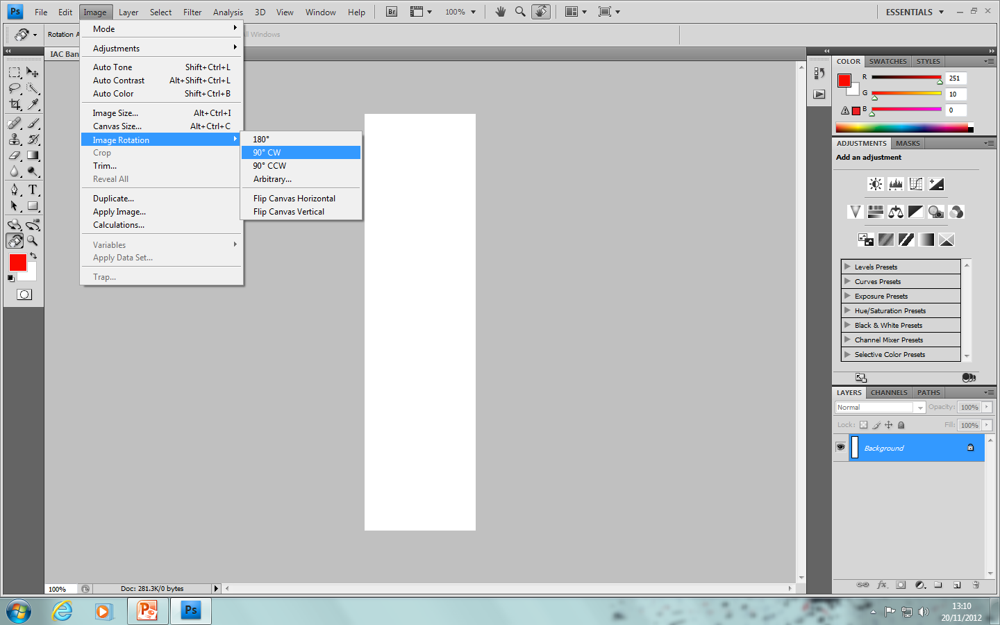 Ps File Edit Image Layer Select Filter Analysis 3D View Window Help Br 100% ESSENTIALS
Rotation A
ll Windows
IAC Ban
Mode
Adjustments
Auto Tone Shift+Ctrl+L
Auto Contrast Alt+Shift+Ctrl+L
Auto Color Shift+Ctrl+B
Image Size... Alt+Ctrl+I
Canvas Size... Alt+Ctrl+C
Image Rotation
Crop
Trim...
Reveal All
Duplicate...
Apply Image...
Calculations...
Variables
Apply Data Set...
Trap...
180°
90° CW
90° CCW
Arbitrary...
Flip Canvas Horizontal
Flip Canvas Vertical
T
COLOR SWATCHES STYLES
R 251
G 10
B 0
ADJUSTMENTS MASKS
Add an adjustment
Levels Presets
Curves Presets
Exposure Presets
Hue/Saturation Presets
Black & White Presets
Channel Mixer Presets
Selective Color Presets
LAYERS CHANNELS PATHS
Normal Opacity: 100%
Lock: Fill: 100%
Background
fx
100% Doc: 281.3K/0 bytes
Ps
13:10
20/11/2012